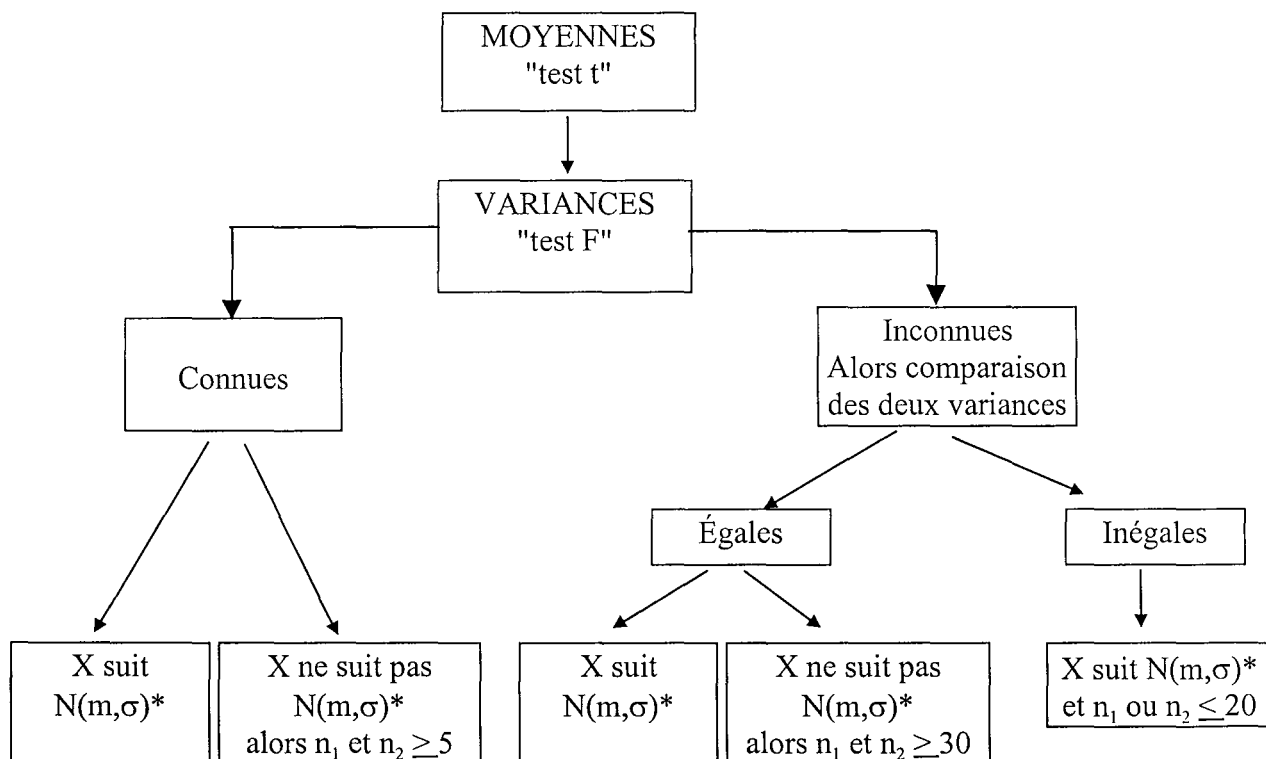 MOYENNES
"test t"
VARIANCES
"test F"
Connues
Inconnues
Alors comparaison
des deux variances
Égales
Inégales
X suit
N(m,σ)*
X ne suit pas
N(m,σ)*
alors n₁ et n₂ ≥ 5
X suit
N(m,σ)*
X ne suit pas
N(m,σ)*
alors n₁ et n₂ ≥ 30
X suit N(m,σ)*
et n₁ ou n₂ ≤ 20